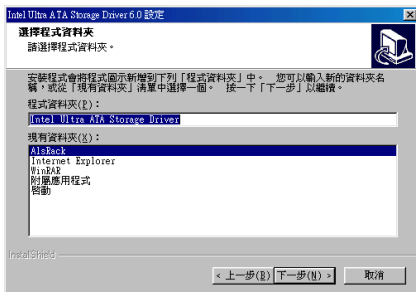 Intel Ultra ATA Storage Driver 6.0 設定
選擇程式資料夾
請選擇程式資料夾。
安裝程式會將程式圖示新增到下列「程式資料夾」中。 您可以輸入新的資料夾名
稱，或從「現有資料夾」清單中選擇一個。 按一下「下一步」以繼續。
程式資料夾(P)：
Intel Ultra ATA Storage Driver
現有資料夾(X)：
AlsRack
Internet Explorer
WinRAR
附屬應用程式
啓動
InstallShield
< 上一步(B) 下一步(N) > 取消